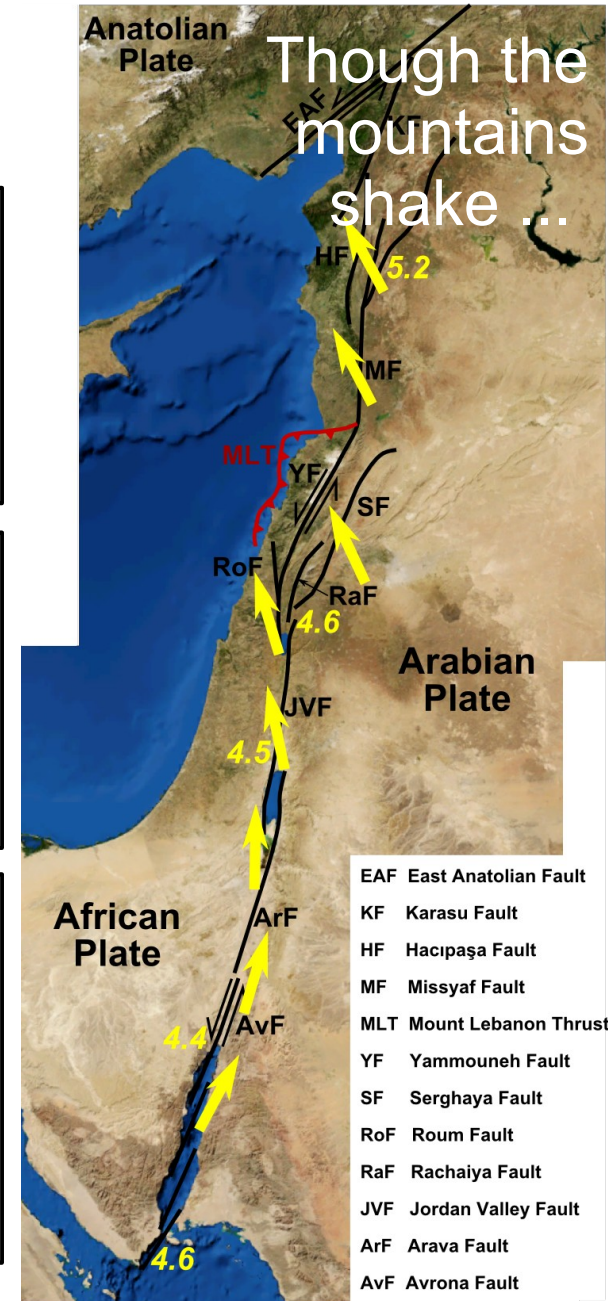 Anatolian
Plate
Though the
mountains
shake ...
EAF
KF
HF
5.2
MF
MLT
YF
SF
RoF
RaF
4.6
Arabian
Plate
JVF
4.5
African
Plate
ArF
AvF
4.4
4.6
EAF East Anatolian Fault
KF Karasu Fault
HF Hacıpaşa Fault
MF Missyaf Fault
MLT Mount Lebanon Thrust
YF Yammouneh Fault
SF Serghaya Fault
RoF Roum Fault
RaF Rachaiya Fault
JVF Jordan Valley Fault
ArF Arava Fault
AvF Avrona Fault